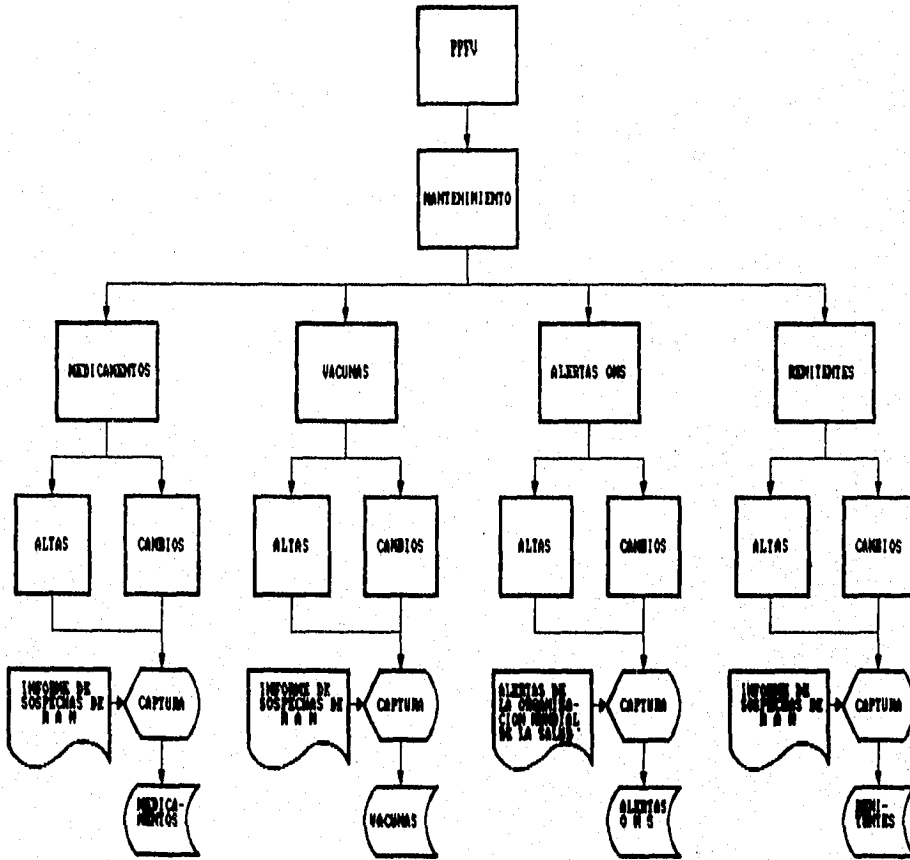 PPFV
MANTENIMIENTO
MEDICAMENTOS
VACUNAS
ALERTAS OMS
REMITENTES
ALTAS
CAMBIOS
ALTAS
CAMBIOS
ALTAS
CAMBIOS
ALTAS
CAMBIOS
INFORME DE
SOSPECHAS DE
R A M
CAPTURA
INFORME DE
SOSPECHAS DE
R A M
CAPTURA
ALERTAS DE
LA ORGANIZA-
CION MUNDIAL
DE LA SALUD
CAPTURA
INFORME DE
SOSPECHAS DE
R A M
CAPTURA
MEDICA-
MENTOS
VACUNAS
ALERTAS
O M S
REMI-
TENTES